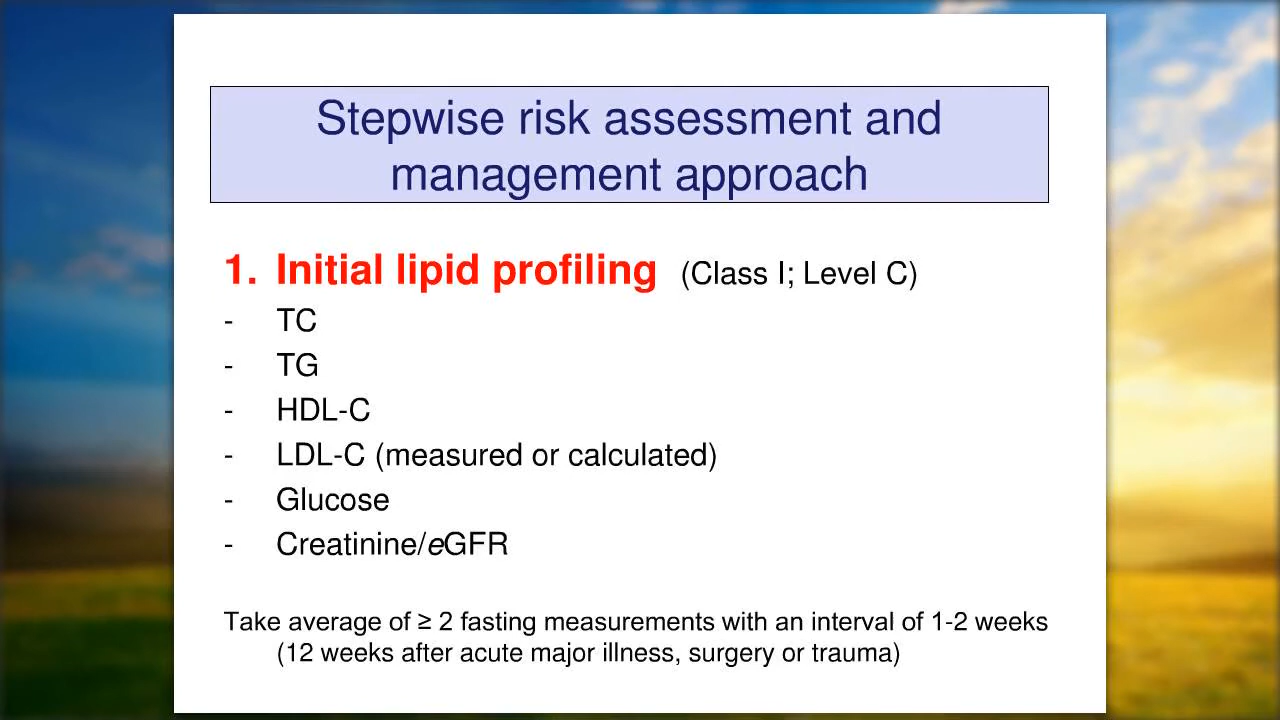 Stepwise risk assessment and
management approach
1. Initial lipid profiling (Class I; Level C)
- TC
- TG
- HDL-C
- LDL-C (measured or calculated)
- Glucose
- Creatinine/eGFR
Take average of ≥ 2 fasting measurements with an interval of 1-2 weeks
(12 weeks after acute major illness, surgery or trauma)